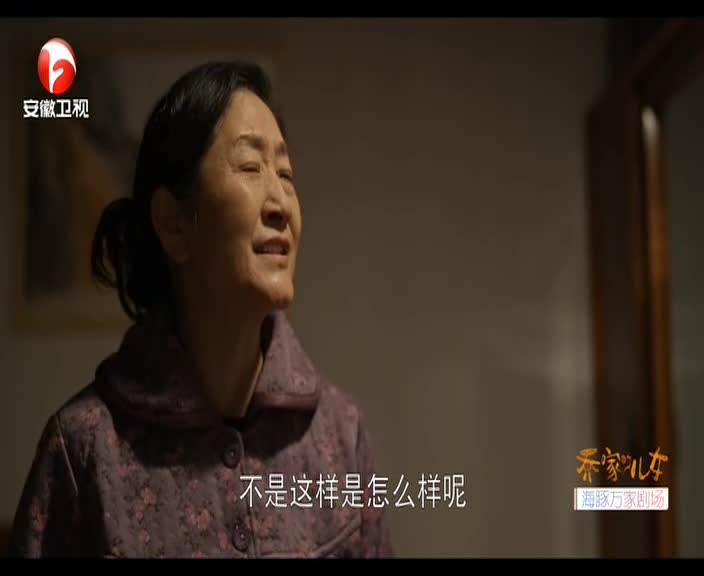 安徽卫视
不是这样是怎么样呢
乔家的儿女
海豚万家剧场